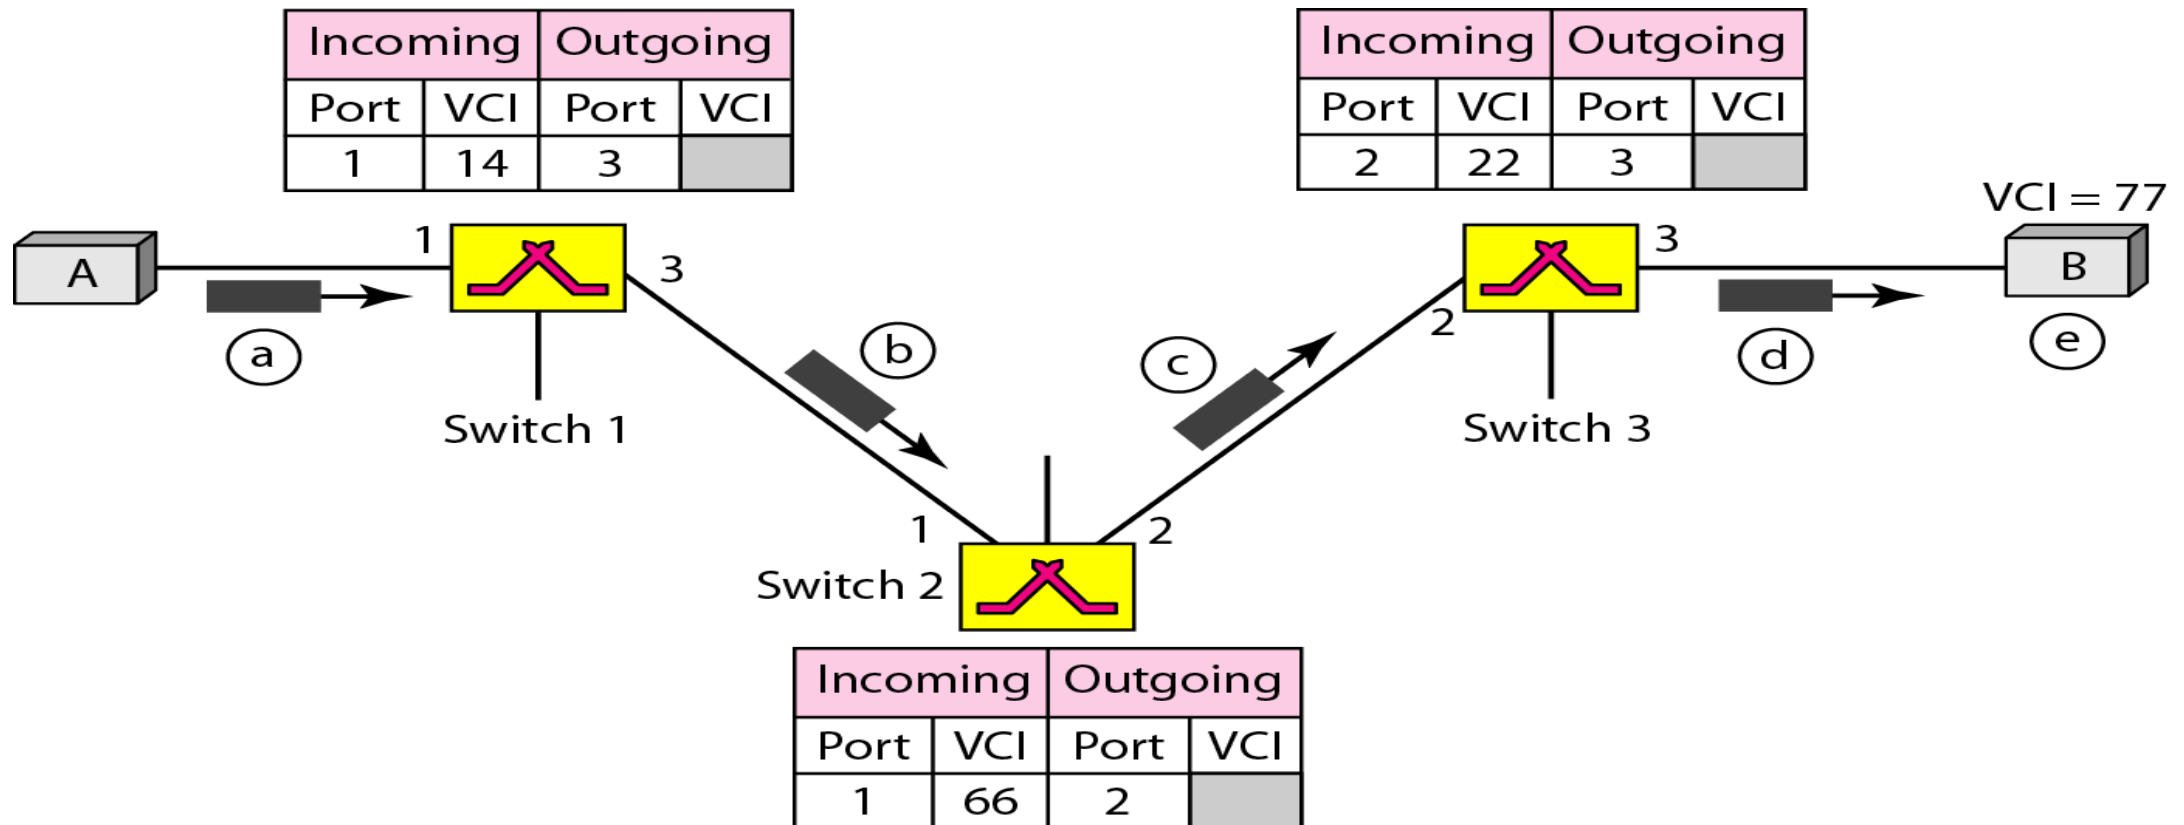 Incoming Outgoing
Port VCI Port VCI
1 14 3
Incoming Outgoing
Port VCI Port VCI
2 22 3
VCI = 77
A
1
3
a
Switch 1
b
c
2
3
Switch 3
d
B
e
1
2
Switch 2
Incoming Outgoing
Port VCI Port VCI
1 66 2